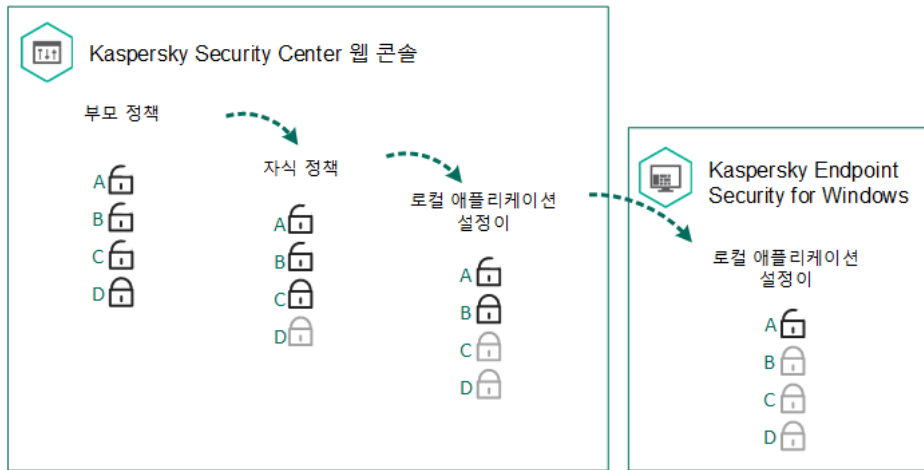 Kaspersky Security Center 웹 콘솔
부모 정책
A
B
C
D
자식 정책
A
B
C
D
로컬 애플리케이션
설정이
A
B
C
D
Kaspersky Endpoint
Security for Windows
로컬 애플리케이션
설정이
A
B
C
D